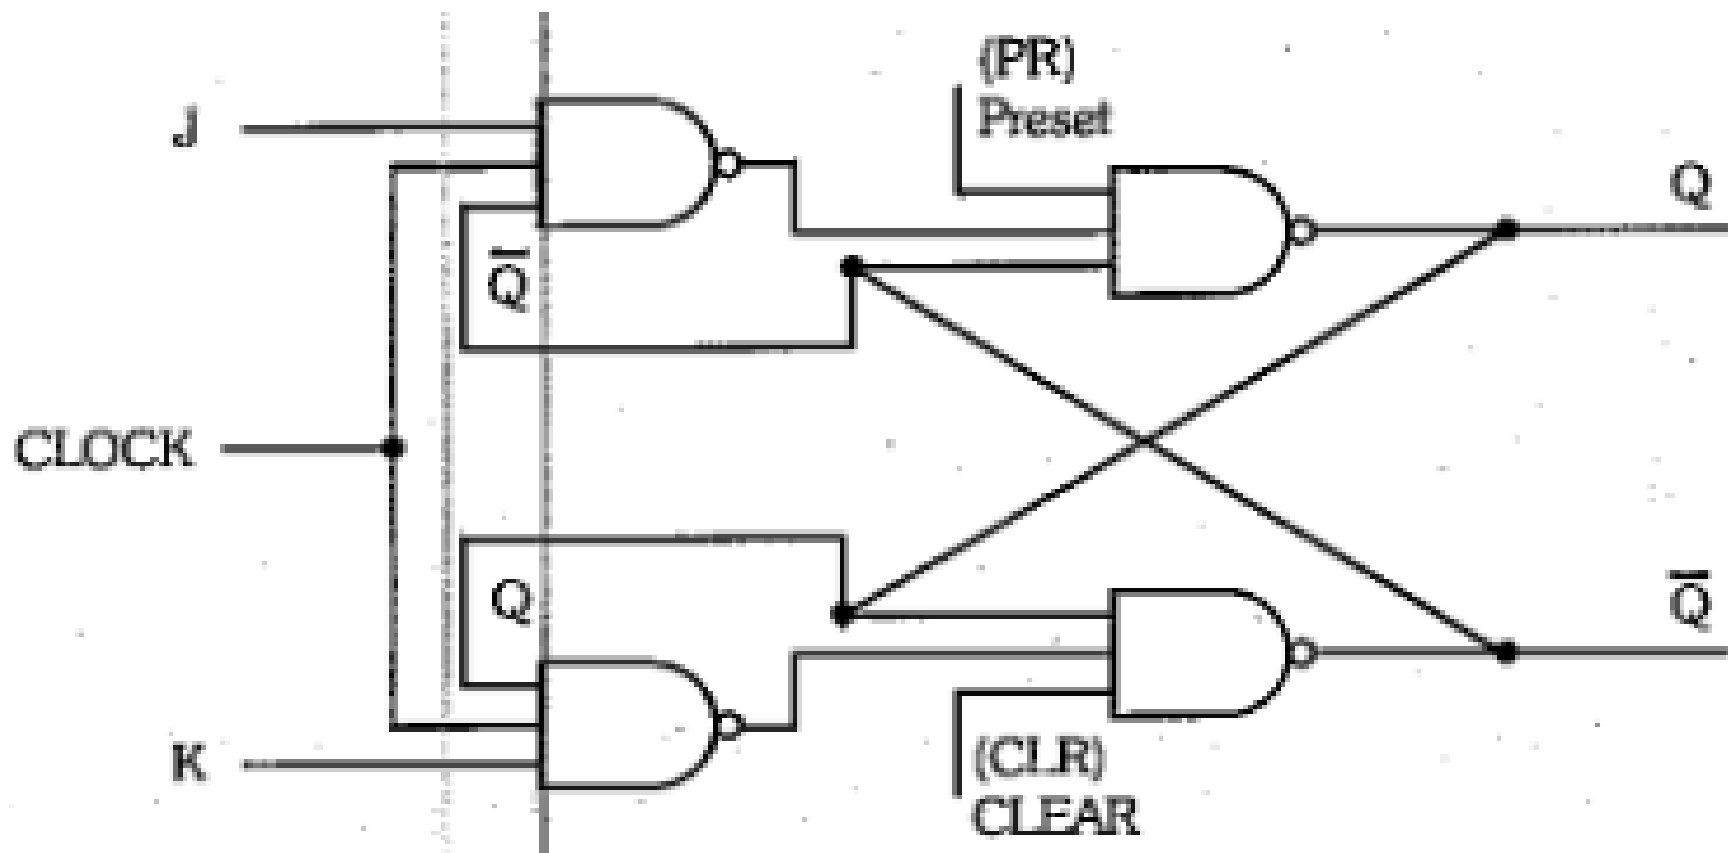 (PR)
Preset
J
Q
Q̅
CLOCK
Q
Q̅
K
(CLR)
CLEAR